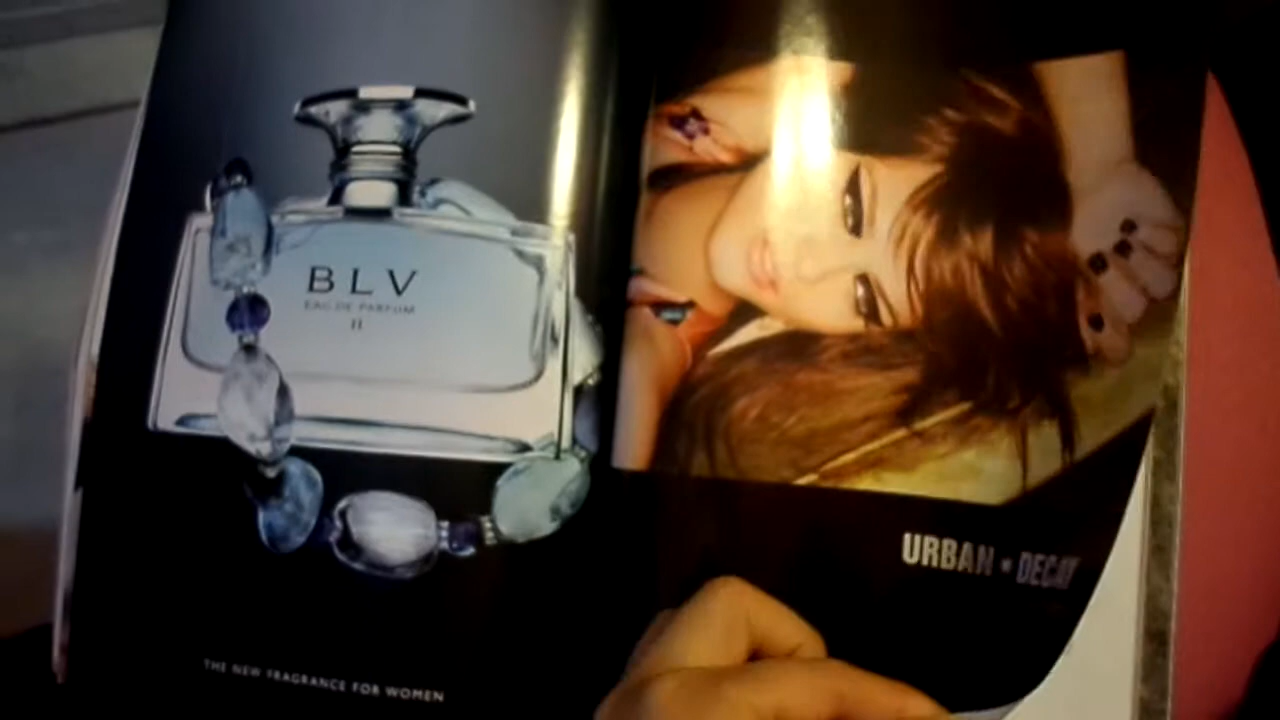 BLV
EAU DE PARFUM
II
THE NEW FRAGRANCE FOR WOMEN
URBAN • DECAY